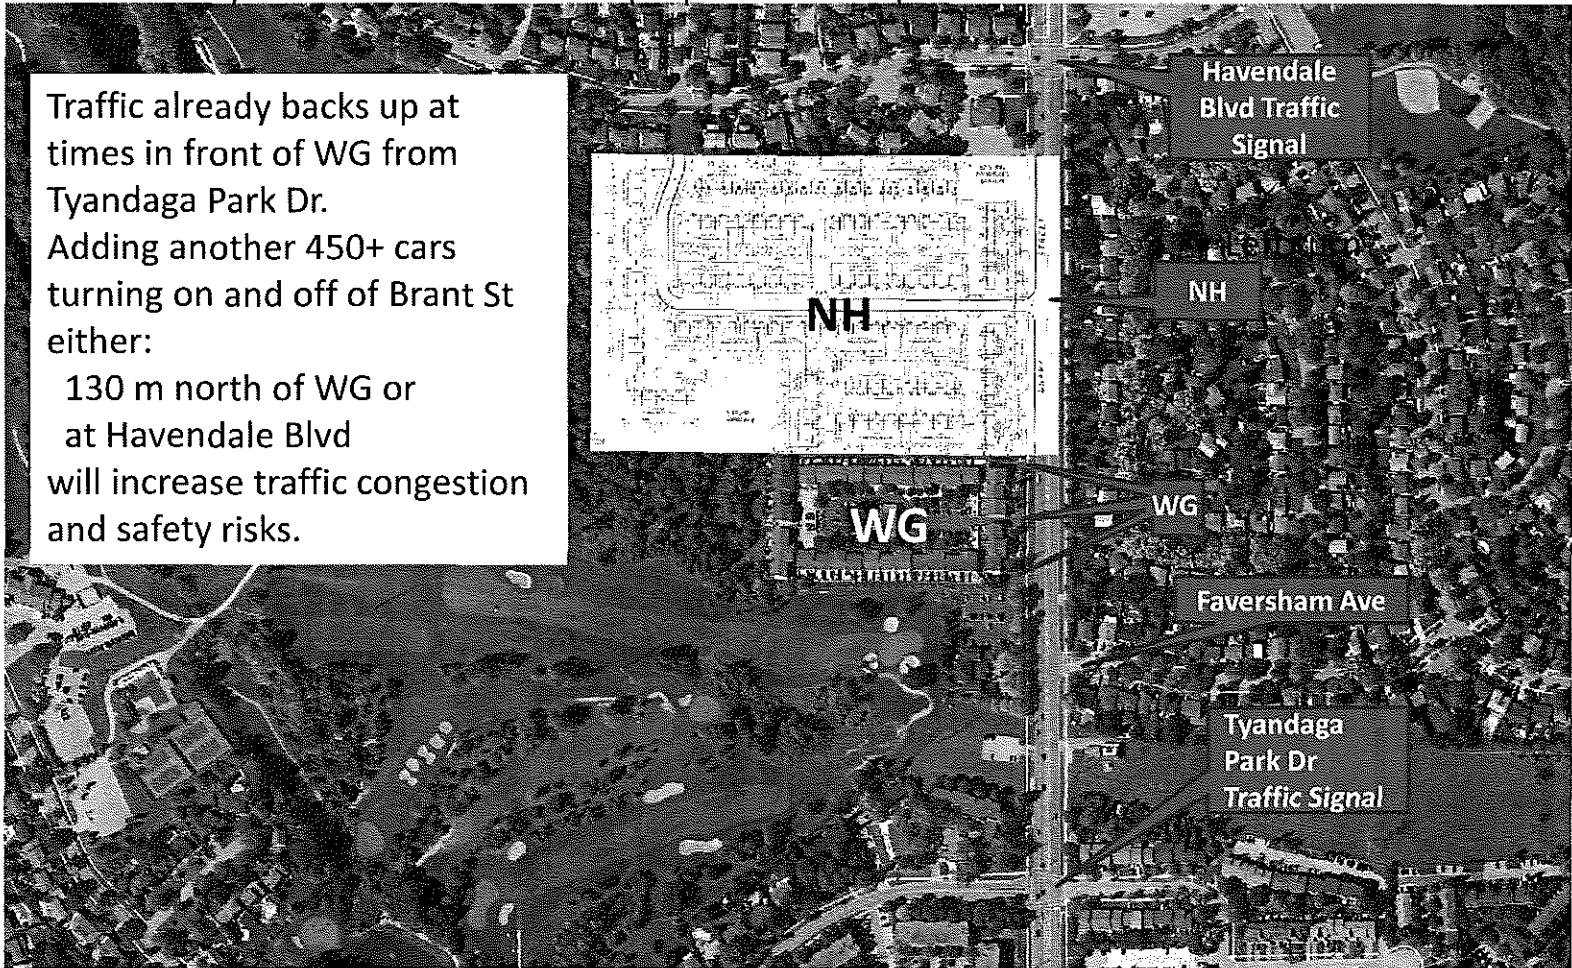 Traffic already backs up at
times in front of WG from
Tyandaga Park Dr.
Adding another 450+ cars
turning on and off of Brant St
either:
130 m north of WG or
at Havendale Blvd
will increase traffic congestion
and safety risks.
Havendale
Blvd Traffic
Signal
NH
NH
WG
WG
Faversham Ave
Tyandaga
Park Dr
Traffic Signal